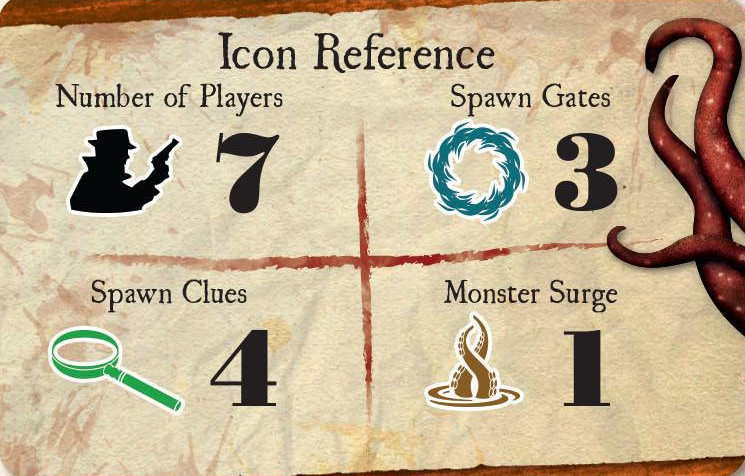 Icon Reference
Number of Players
Spawn Gates
7
3
Spawn Clues
Monster Surge
4
1